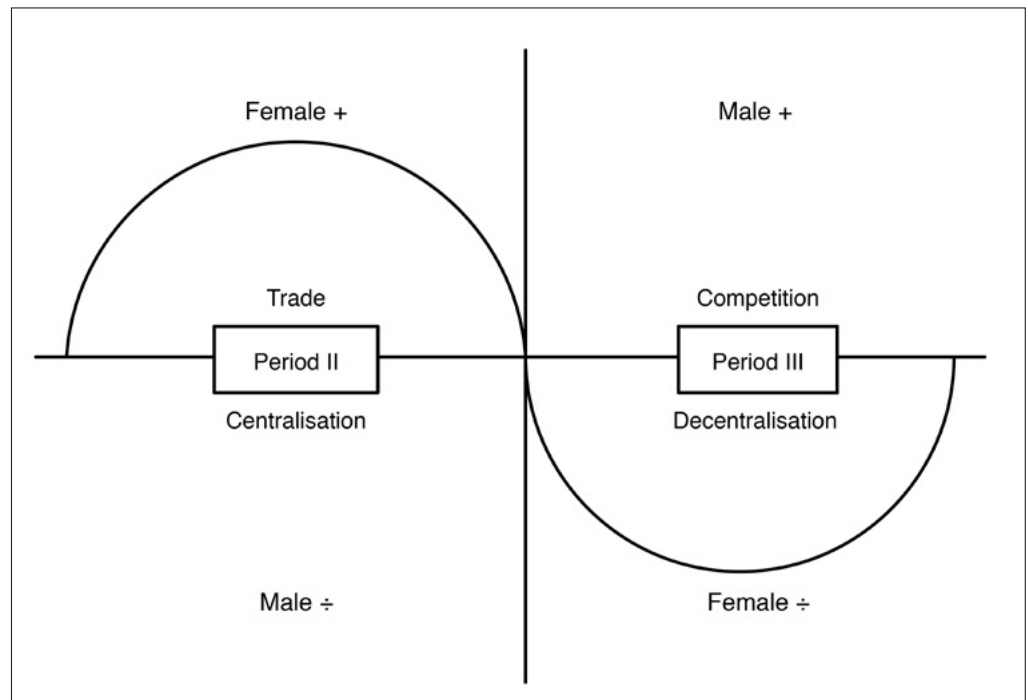 Female +
Male +
Trade
Competition
Period II
Period III
Centralisation
Decentralisation
Male ÷
Female ÷